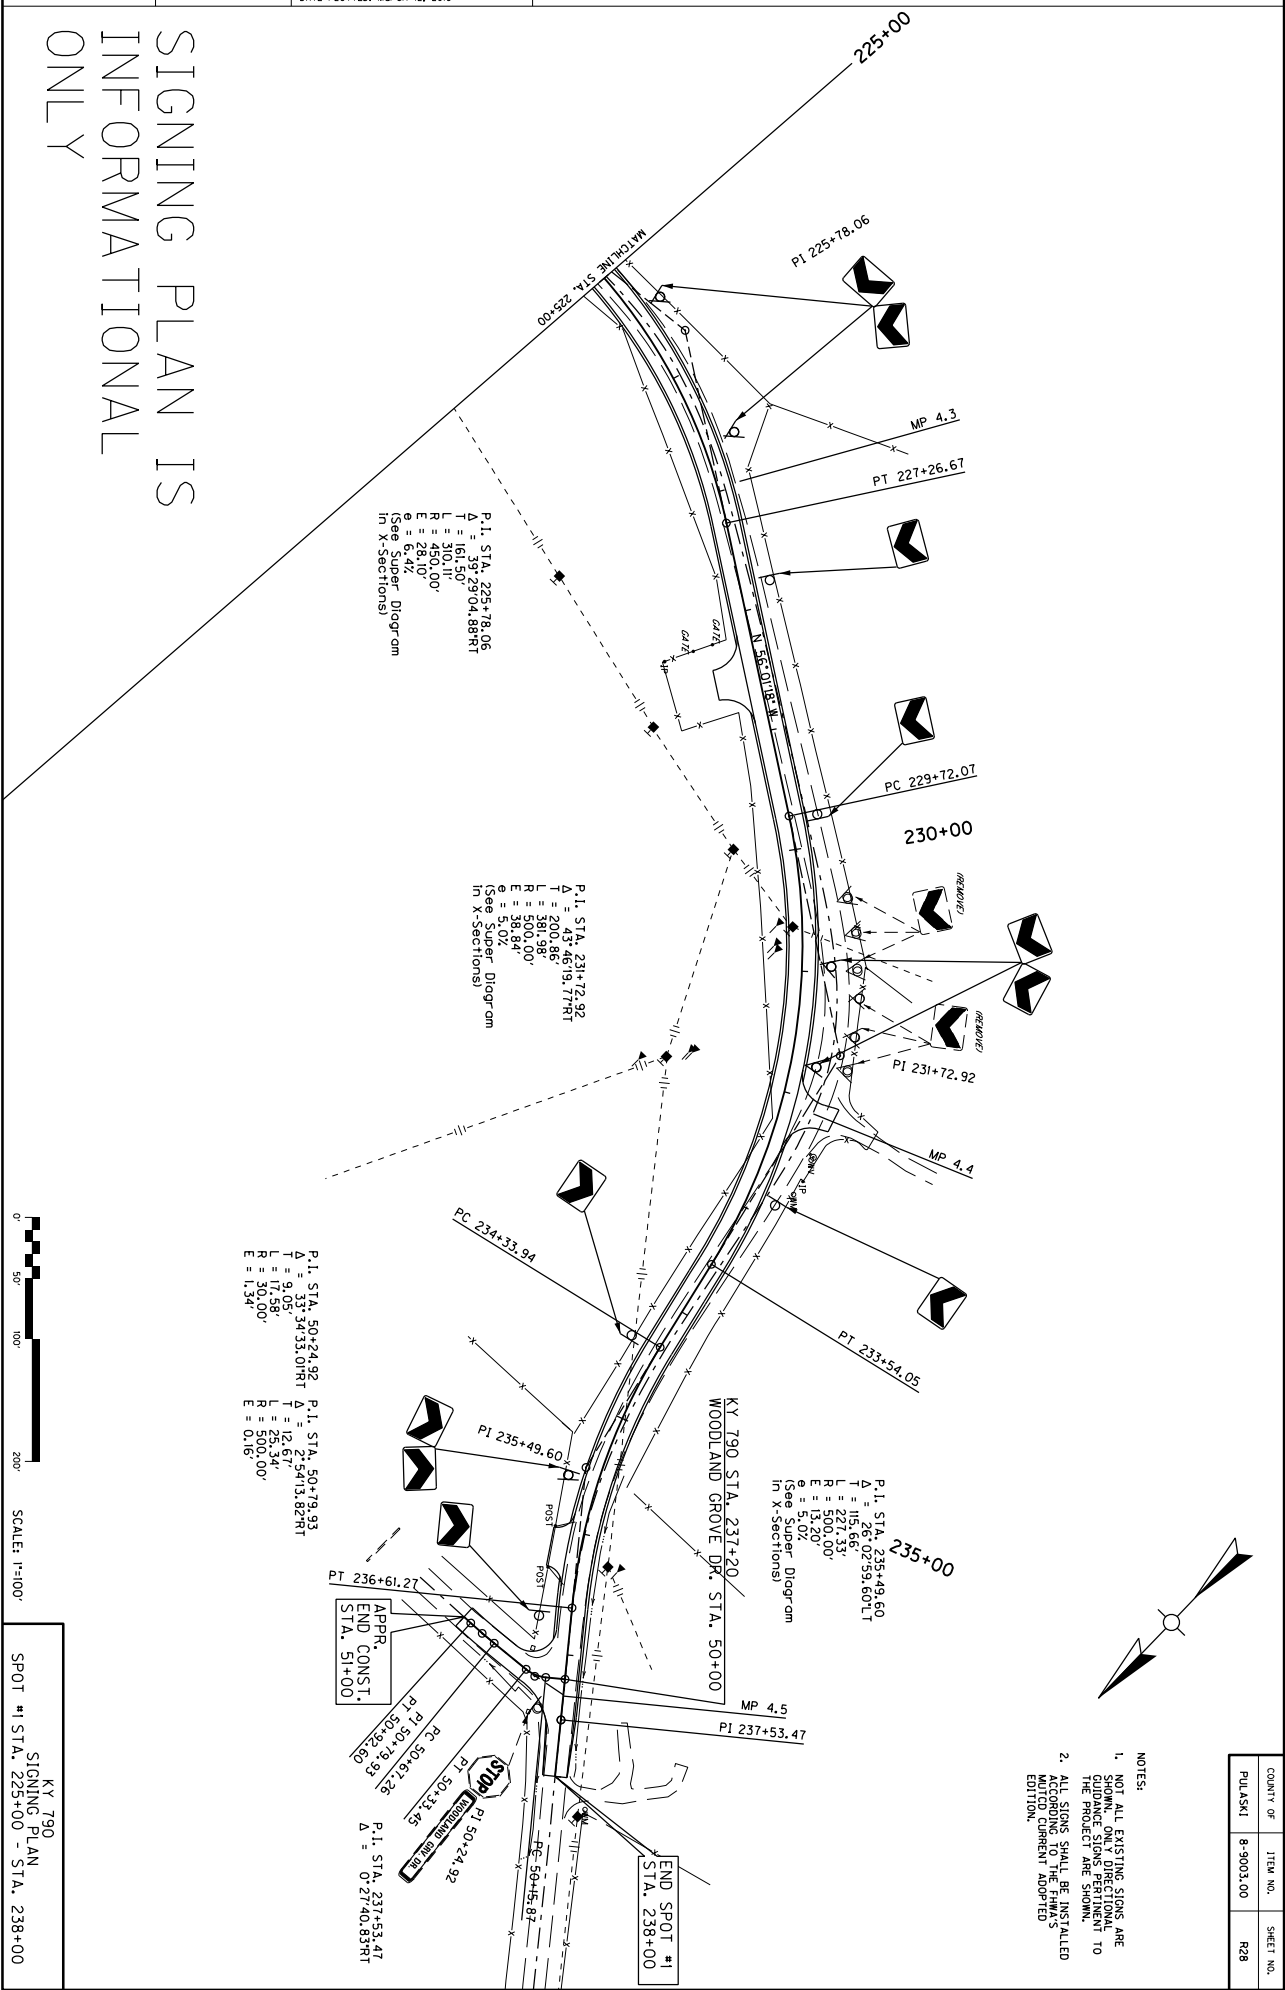 COUNTY OF
ITEM NO.
SHEET NO.
PULASKI
8-9003.00
R28
NOTES:
1. NOT ALL EXISTING SIGNS ARE
SHOWN. ONLY DIRECTIONAL
GUIDANCE SIGNS PERTINENT TO
THE PROJECT ARE SHOWN.
2. ALL SIGNS SHALL BE INSTALLED
ACCORDING TO THE FHWA'S
MUTCD CURRENT ADOPTED
EDITION.
225+00
MATCHLINE STA. 225+00
PI 225+78.06
MP 4.3
PT 227+26.67
N 56°01'18" W
GATE
GATE
JP
PC 229+72.07
230+00
(REMOVE)
(REMOVE)
PI 231+72.92
MP 4.4
JP
PT 233+54.05
PC 234+33.94
235+00
PI 235+49.60
POST
POST
PT 236+61.27
KY 790 STA. 237+20
WOODLAND GROVE DR. STA. 50+00
MP 4.5
PI 237+53.47
APPR.
END CONST.
STA. 51+00
PT 50+92.60
PI 50+79.93
PC 50+67.26
PT 50+33.45
PI 50+24.92
PC 50+15.87
STOP
WOODLAND GRV. DR.
END SPOT #1
STA. 238+00
P.I. STA. 225+78.06
Δ = 39°29'04.88"RT
T = 161.50'
L = 310.11'
R = 450.00'
E = 28.10'
e = 6.4%
(See Super Diagram
in X-Sections)
P.I. STA. 231+72.92
Δ = 43°46'19.77"RT
T = 200.86'
L = 381.98'
R = 500.00'
E = 38.84'
e = 5.0%
(See Super Diagram
in X-Sections)
P.I. STA. 235+49.60
Δ = 26°02'59.60"LT
T = 115.66'
L = 227.33'
R = 500.00'
E = 13.20'
e = 5.0%
(See Super Diagram
in X-Sections)
P.I. STA. 50+24.92
Δ = 33°34'33.01"RT
T = 9.05'
L = 17.58'
R = 30.00'
E = 1.34'
P.I. STA. 50+79.93
Δ = 2°54'13.82"RT
T = 12.67'
L = 25.34'
R = 500.00'
E = 0.16'
P.I. STA. 237+53.47
Δ = 0°27'40.83"RT
SIGNING PLAN IS
INFORMATIONAL
ONLY
0'
50'
100'
200'
SCALE: 1"=100'
KY 790
SIGNING PLAN
SPOT #1 STA. 225+00 - STA. 238+00